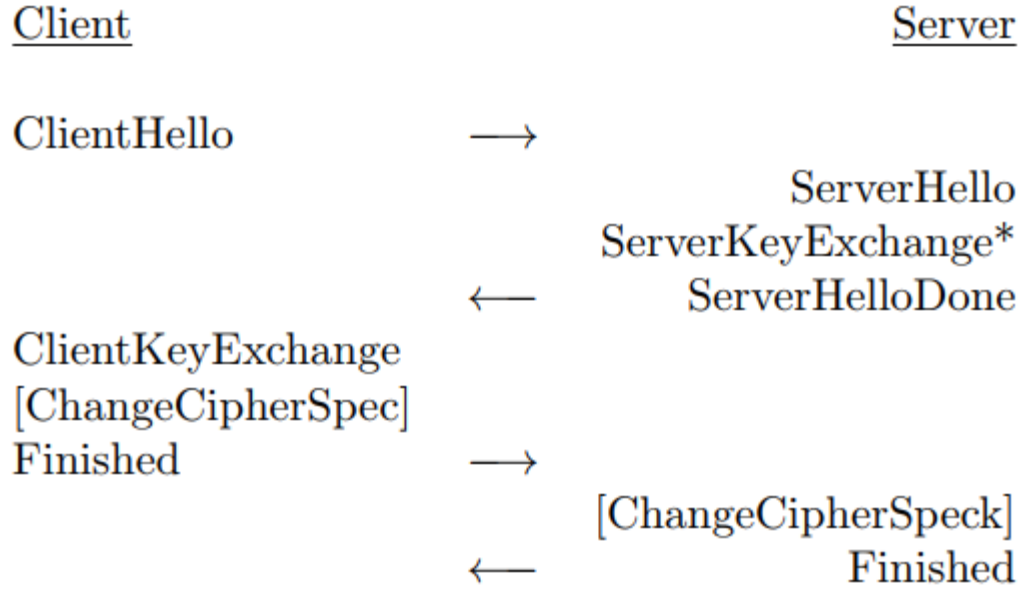 Client Server
ClientHello ⟶
ServerHello
ServerKeyExchange*
⟵ ServerHelloDone
ClientKeyExchange
[ChangeCipherSpec]
Finished ⟶
[ChangeCipherSpeck]
⟵ Finished